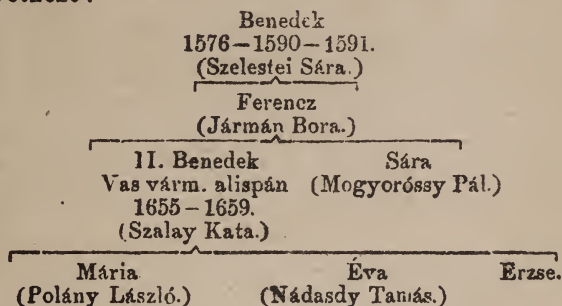 Benedek
1576–1590–1591.
(Szelestei Sára.)
Ferencz
(Jármán Bora.)
II. Benedek Sára
Vas várm. alispán (Mogyoróssy Pál.)
1655–1659.
(Szalay Kata.)
Mária Éva Erzse.
(Polány László.) (Nádasdy Tamás.)